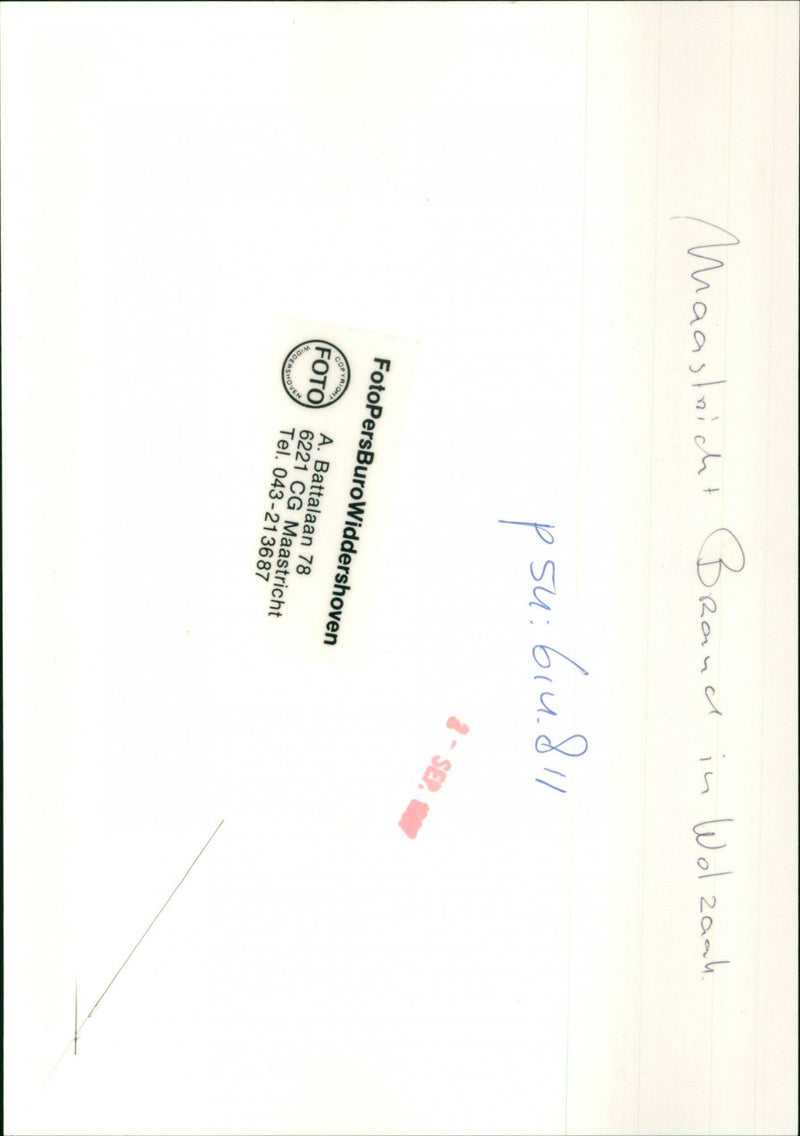 Maastricht Brand in Wolzaak.
psu: bin. 811
2 - SEP.
FotoPersBuroWiddershoven
COPYRIGHT
FOTO
WIDDERSHOVEN
A. Battalaan 78
6221 CG Maastricht
Tel. 043-213687